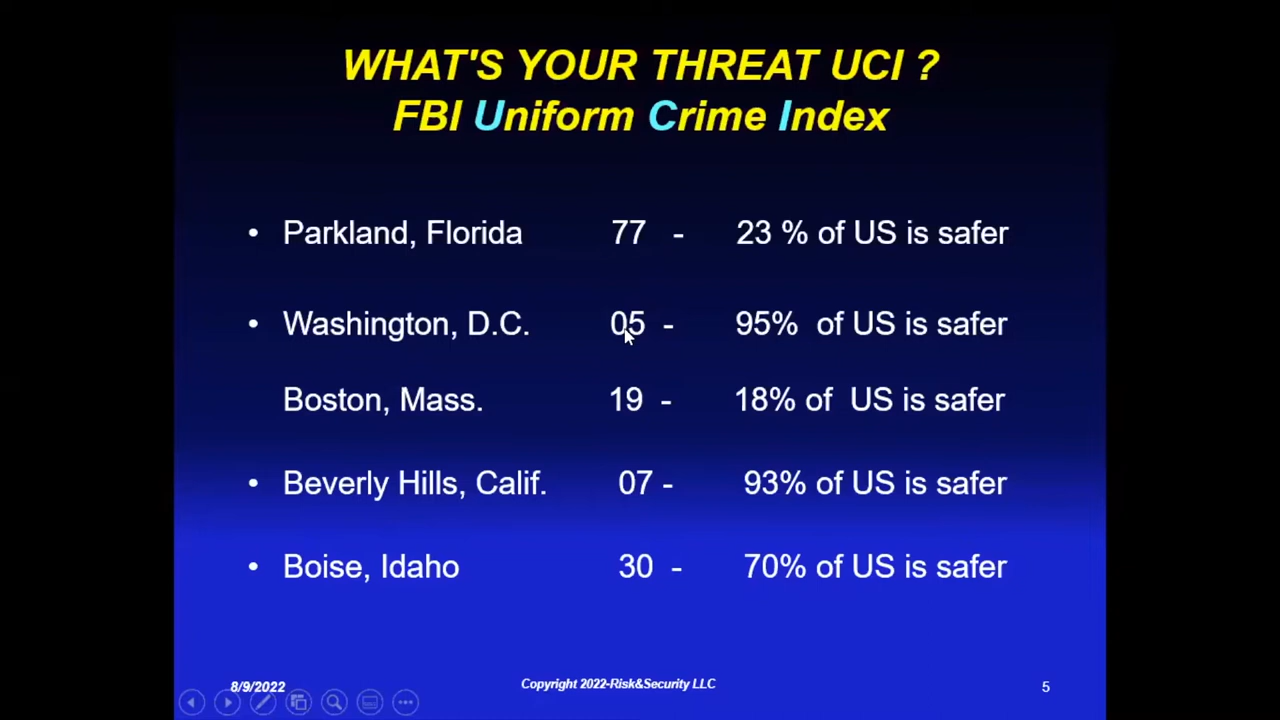 WHAT'S YOUR THREAT UCI ?
FBI Uniform Crime Index
• Parkland, Florida 77 - 23 % of US is safer
• Washington, D.C. 05 - 95% of US is safer
Boston, Mass. 19 - 18% of US is safer
• Beverly Hills, Calif. 07 - 93% of US is safer
• Boise, Idaho 30 - 70% of US is safer
8/9/2022 Copyright 2022-Risk&Security LLC 5